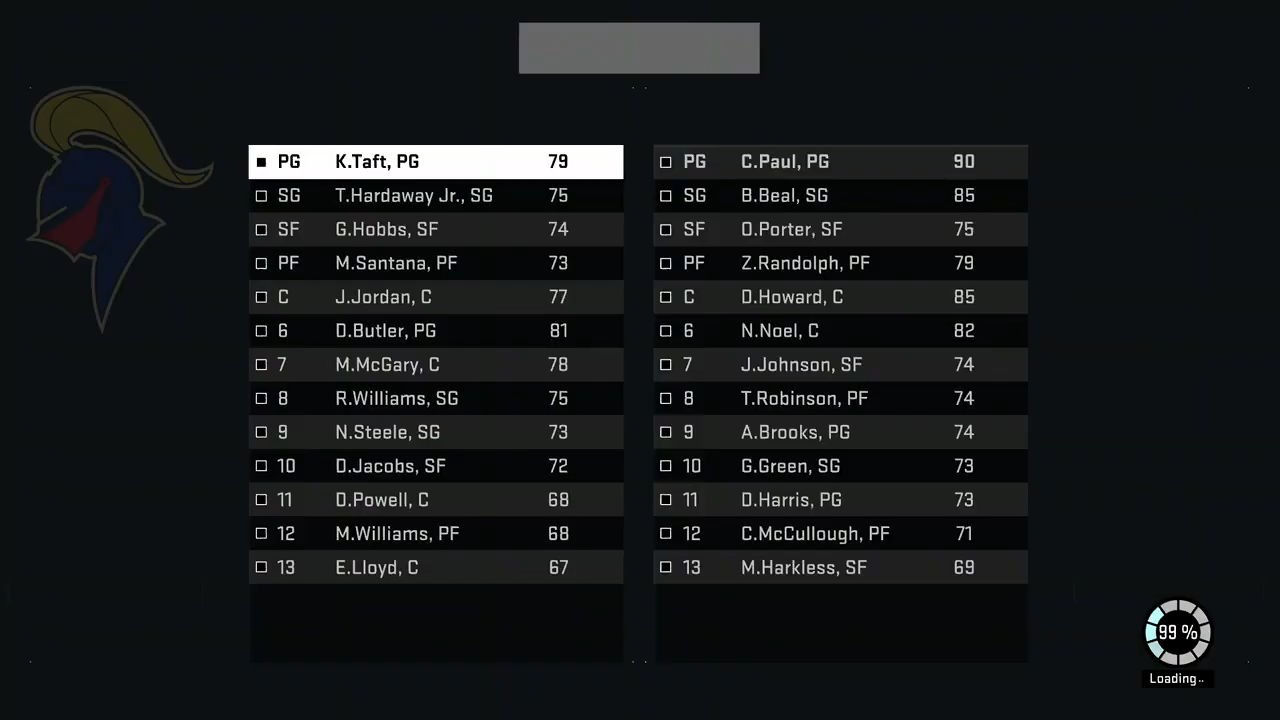 PG K.Taft, PG 79
SG T.Hardaway Jr., SG 75
SF G.Hobbs, SF 74
PF M.Santana, PF 73
C J.Jordan, C 77
6 D.Butler, PG 81
7 M.McGary, C 78
8 R.Williams, SG 75
9 N.Steele, SG 73
10 D.Jacobs, SF 72
11 D.Powell, C 68
12 M.Williams, PF 68
13 E.Lloyd, C 67
PG C.Paul, PG 90
SG B.Beal, SG 85
SF O.Porter, SF 75
PF Z.Randolph, PF 79
C D.Howard, C 85
6 N.Noel, C 82
7 J.Johnson, SF 74
8 T.Robinson, PF 74
9 A.Brooks, PG 74
10 G.Green, SG 73
11 D.Harris, PG 73
12 C.McCullough, PF 71
13 M.Harkless, SF 69
99 %
Loading..